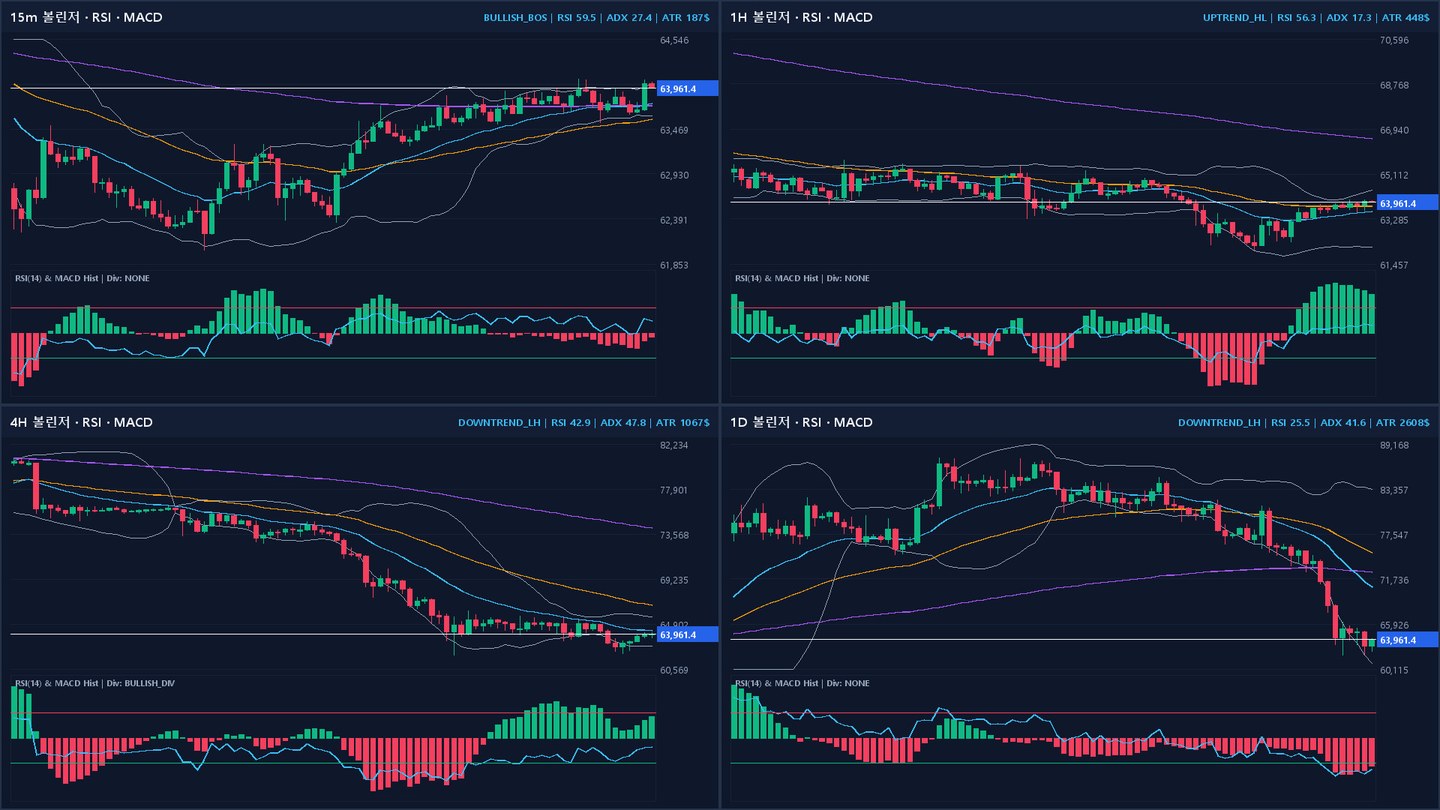 15m 볼린저 · RSI · MACD
BULLISH_BOS | RSI 59.5 | ADX 27.4 | ATR 187$
64,546
63,961.4
63,469
62,930
62,391
61,853
RSI(14) & MACD Hist | Div: NONE
1H 볼린저 · RSI · MACD
UPTREND_HL | RSI 56.3 | ADX 17.3 | ATR 448$
70,596
68,768
66,940
65,112
63,961.4
63,285
61,457
RSI(14) & MACD Hist | Div: NONE
4H 볼린저 · RSI · MACD
DOWNTREND_LH | RSI 42.9 | ADX 47.8 | ATR 1067$
82,234
77,901
73,568
69,235
64,902
63,961.4
60,569
RSI(14) & MACD Hist | Div: BULLISH_DIV
1D 볼린저 · RSI · MACD
DOWNTREND_LH | RSI 25.5 | ADX 41.6 | ATR 2608$
89,168
83,357
77,547
71,736
65,926
63,961.4
60,115
RSI(14) & MACD Hist | Div: NONE